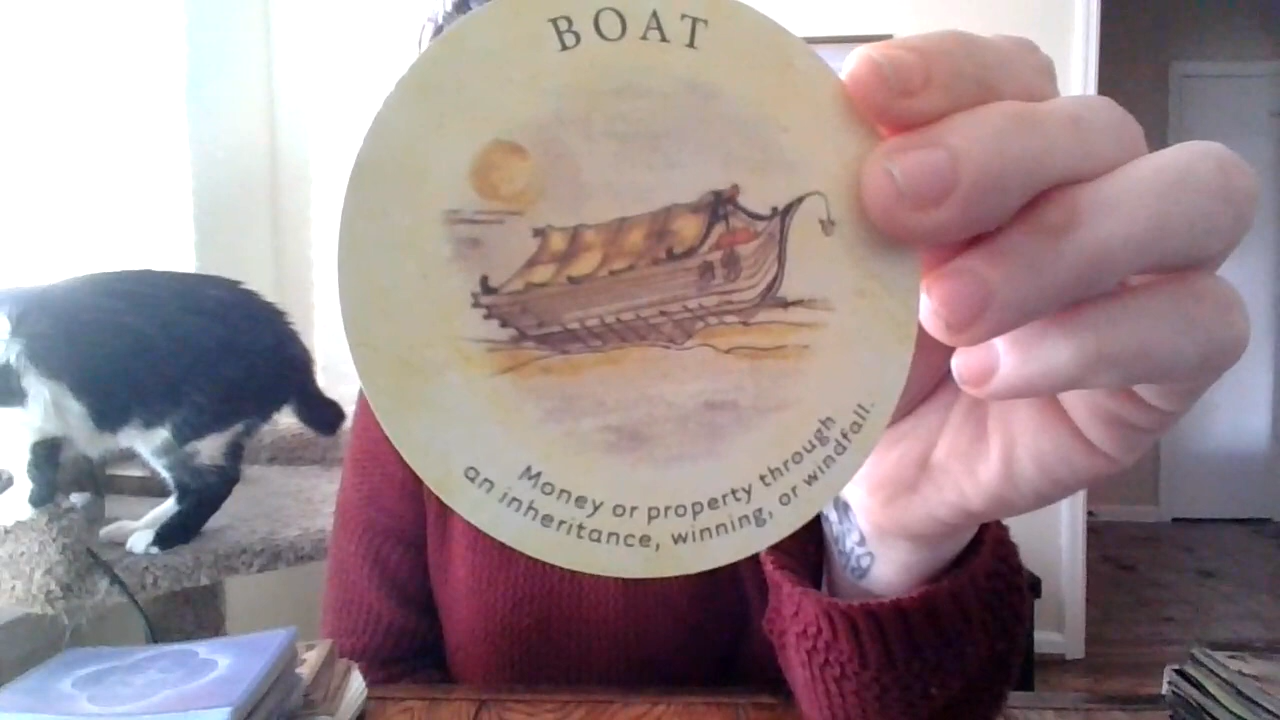 BOAT
Money or property through
an inheritance, winning, or windfall.